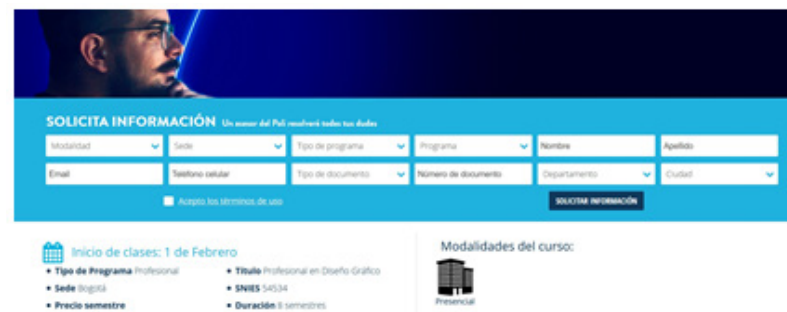 SOLICITA INFORMACIÓN Un asesor del Poli resolverá todas tus dudas
Modalidad Sede Tipo de programa Programa Nombre Apellido
Email Teléfono celular Tipo de documento Número de documento Departamento Ciudad
Acepto los términos de uso SOLICITAR INFORMACIÓN
Inicio de clases: 1 de Febrero
• Tipo de Programa Profesional
• Sede Bogotá
• Precio semestre
• Título Profesional en Diseño Gráfico
• SNIES 54534
• Duración 8 semestres
Modalidades del curso:
Presencial